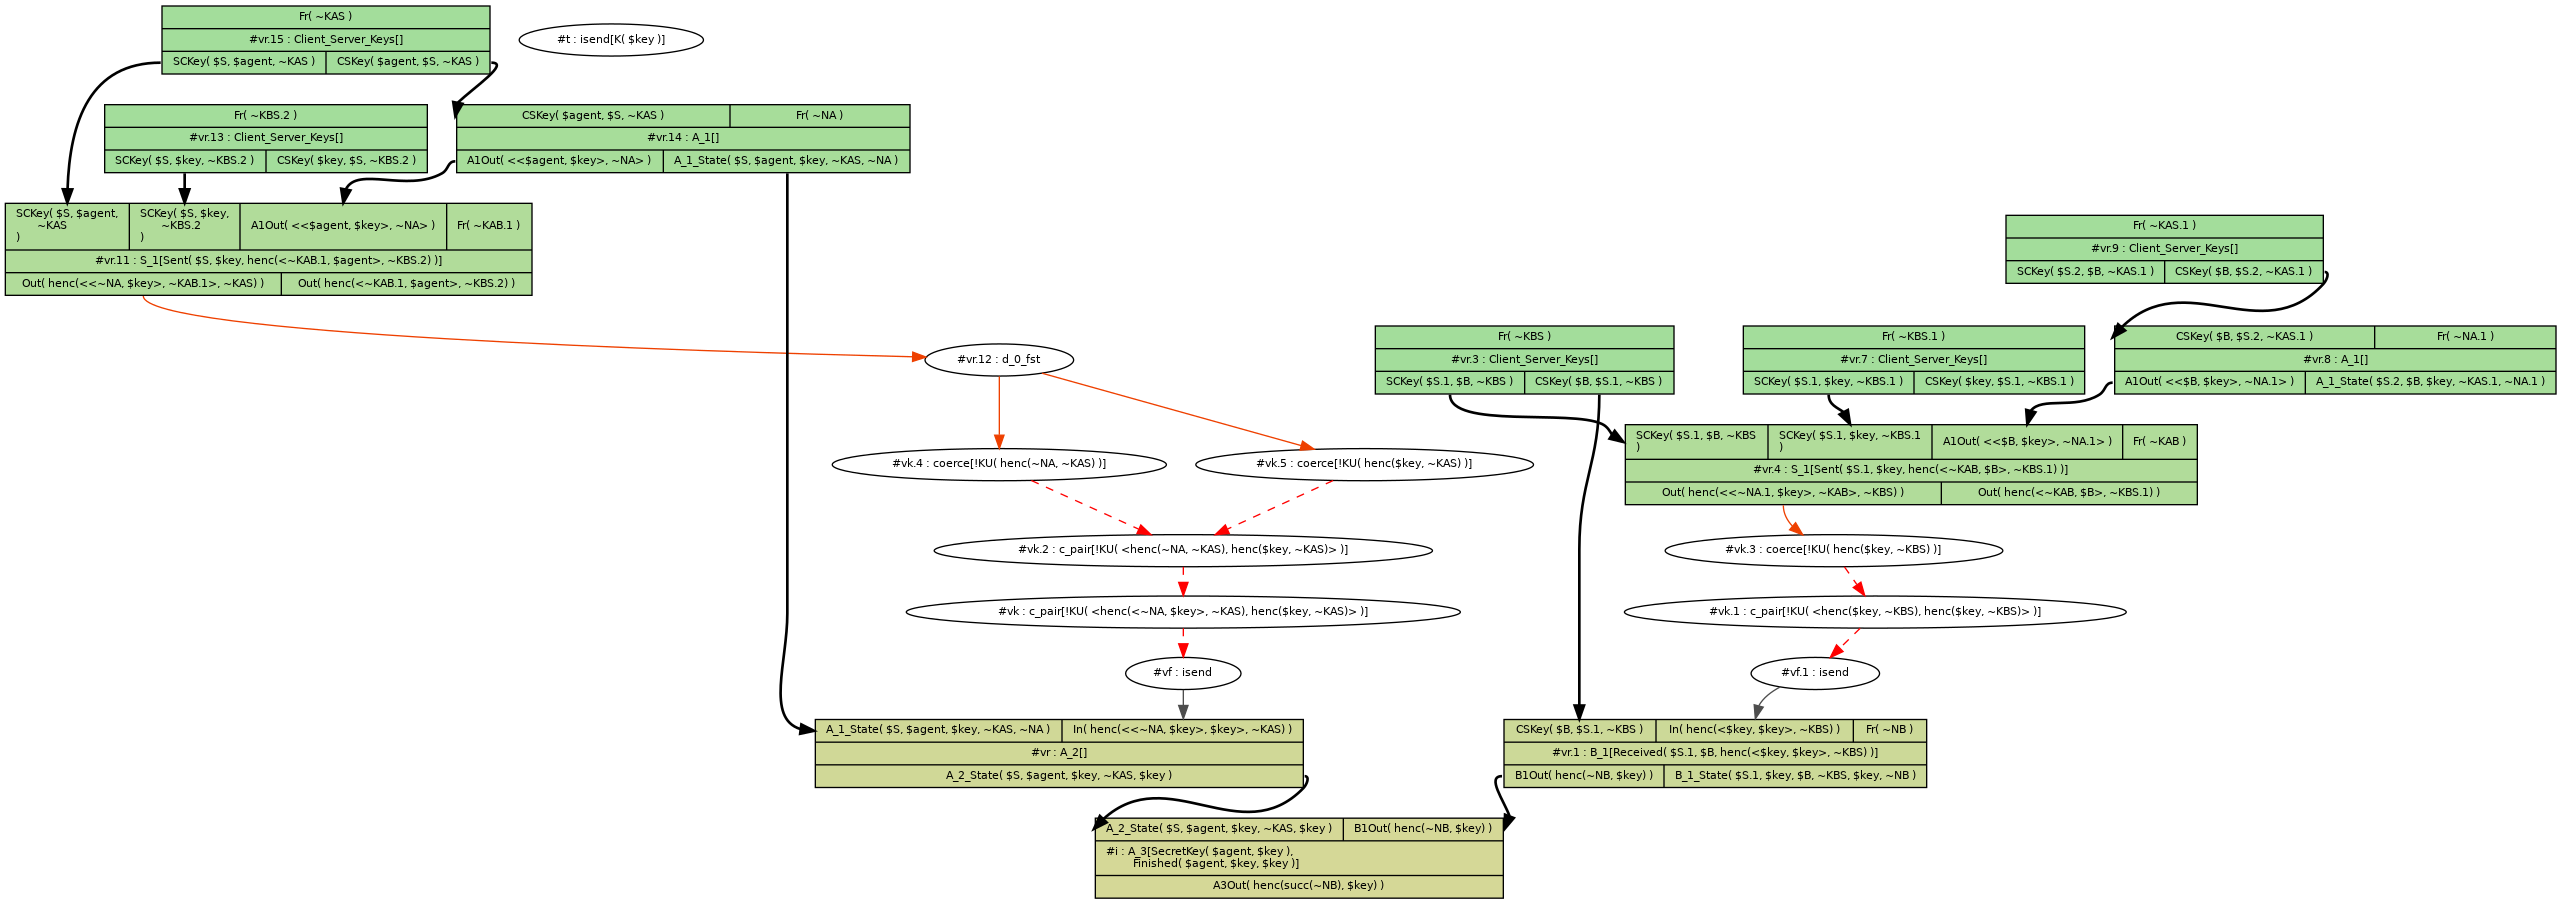 Fr( ~KAS )
#vr.15 : Client_Server_Keys[]
SCKey( $S, $agent, ~KAS )
CSKey( $agent, $S, ~KAS )
#t : isend[K( $key )]
Fr( ~KBS.2 )
#vr.13 : Client_Server_Keys[]
SCKey( $S, $key, ~KBS.2 )
CSKey( $key, $S, ~KBS.2 )
CSKey( $agent, $S, ~KAS )
Fr( ~NA )
#vr.14 : A_1[]
A1Out( <<$agent, $key>, ~NA> )
A_1_State( $S, $agent, $key, ~KAS, ~NA )
SCKey( $S, $agent,
~KAS
)
SCKey( $S, $key,
~KBS.2
)
A1Out( <<$agent, $key>, ~NA> )
Fr( ~KAB.1 )
#vr.11 : S_1[Sent( $S, $key, henc(<~KAB.1, $agent>, ~KBS.2) )]
Out( henc(<<~NA, $key>, ~KAB.1>, ~KAS) )
Out( henc(<~KAB.1, $agent>, ~KBS.2) )
Fr( ~KAS.1 )
#vr.9 : Client_Server_Keys[]
SCKey( $S.2, $B, ~KAS.1 )
CSKey( $B, $S.2, ~KAS.1 )
#vr.12 : d_0_fst
Fr( ~KBS )
#vr.3 : Client_Server_Keys[]
SCKey( $S.1, $B, ~KBS )
CSKey( $B, $S.1, ~KBS )
Fr( ~KBS.1 )
#vr.7 : Client_Server_Keys[]
SCKey( $S.1, $key, ~KBS.1 )
CSKey( $key, $S.1, ~KBS.1 )
CSKey( $B, $S.2, ~KAS.1 )
Fr( ~NA.1 )
#vr.8 : A_1[]
A1Out( <<$B, $key>, ~NA.1> )
A_1_State( $S.2, $B, $key, ~KAS.1, ~NA.1 )
#vk.4 : coerce[!KU( henc(~NA, ~KAS) )]
#vk.5 : coerce[!KU( henc($key, ~KAS) )]
SCKey( $S.1, $B, ~KBS
)
SCKey( $S.1, $key, ~KBS.1
)
A1Out( <<$B, $key>, ~NA.1> )
Fr( ~KAB )
#vr.4 : S_1[Sent( $S.1, $key, henc(<~KAB, $B>, ~KBS.1) )]
Out( henc(<<~NA.1, $key>, ~KAB>, ~KBS) )
Out( henc(<~KAB, $B>, ~KBS.1) )
#vk.2 : c_pair[!KU( <henc(~NA, ~KAS), henc($key, ~KAS)> )]
#vk.3 : coerce[!KU( henc($key, ~KBS) )]
#vk : c_pair[!KU( <henc(<~NA, $key>, ~KAS), henc($key, ~KAS)> )]
#vk.1 : c_pair[!KU( <henc($key, ~KBS), henc($key, ~KBS)> )]
#vf : isend
#vf.1 : isend
A_1_State( $S, $agent, $key, ~KAS, ~NA )
In( henc(<<~NA, $key>, $key>, ~KAS) )
#vr : A_2[]
A_2_State( $S, $agent, $key, ~KAS, $key )
CSKey( $B, $S.1, ~KBS )
In( henc(<$key, $key>, ~KBS) )
Fr( ~NB )
#vr.1 : B_1[Received( $S.1, $B, henc(<$key, $key>, ~KBS) )]
B1Out( henc(~NB, $key) )
B_1_State( $S.1, $key, $B, ~KBS, $key, ~NB )
A_2_State( $S, $agent, $key, ~KAS, $key )
B1Out( henc(~NB, $key) )
#i : A_3[SecretKey( $agent, $key ),
Finished( $agent, $key, $key )]
A3Out( henc(succ(~NB), $key) )